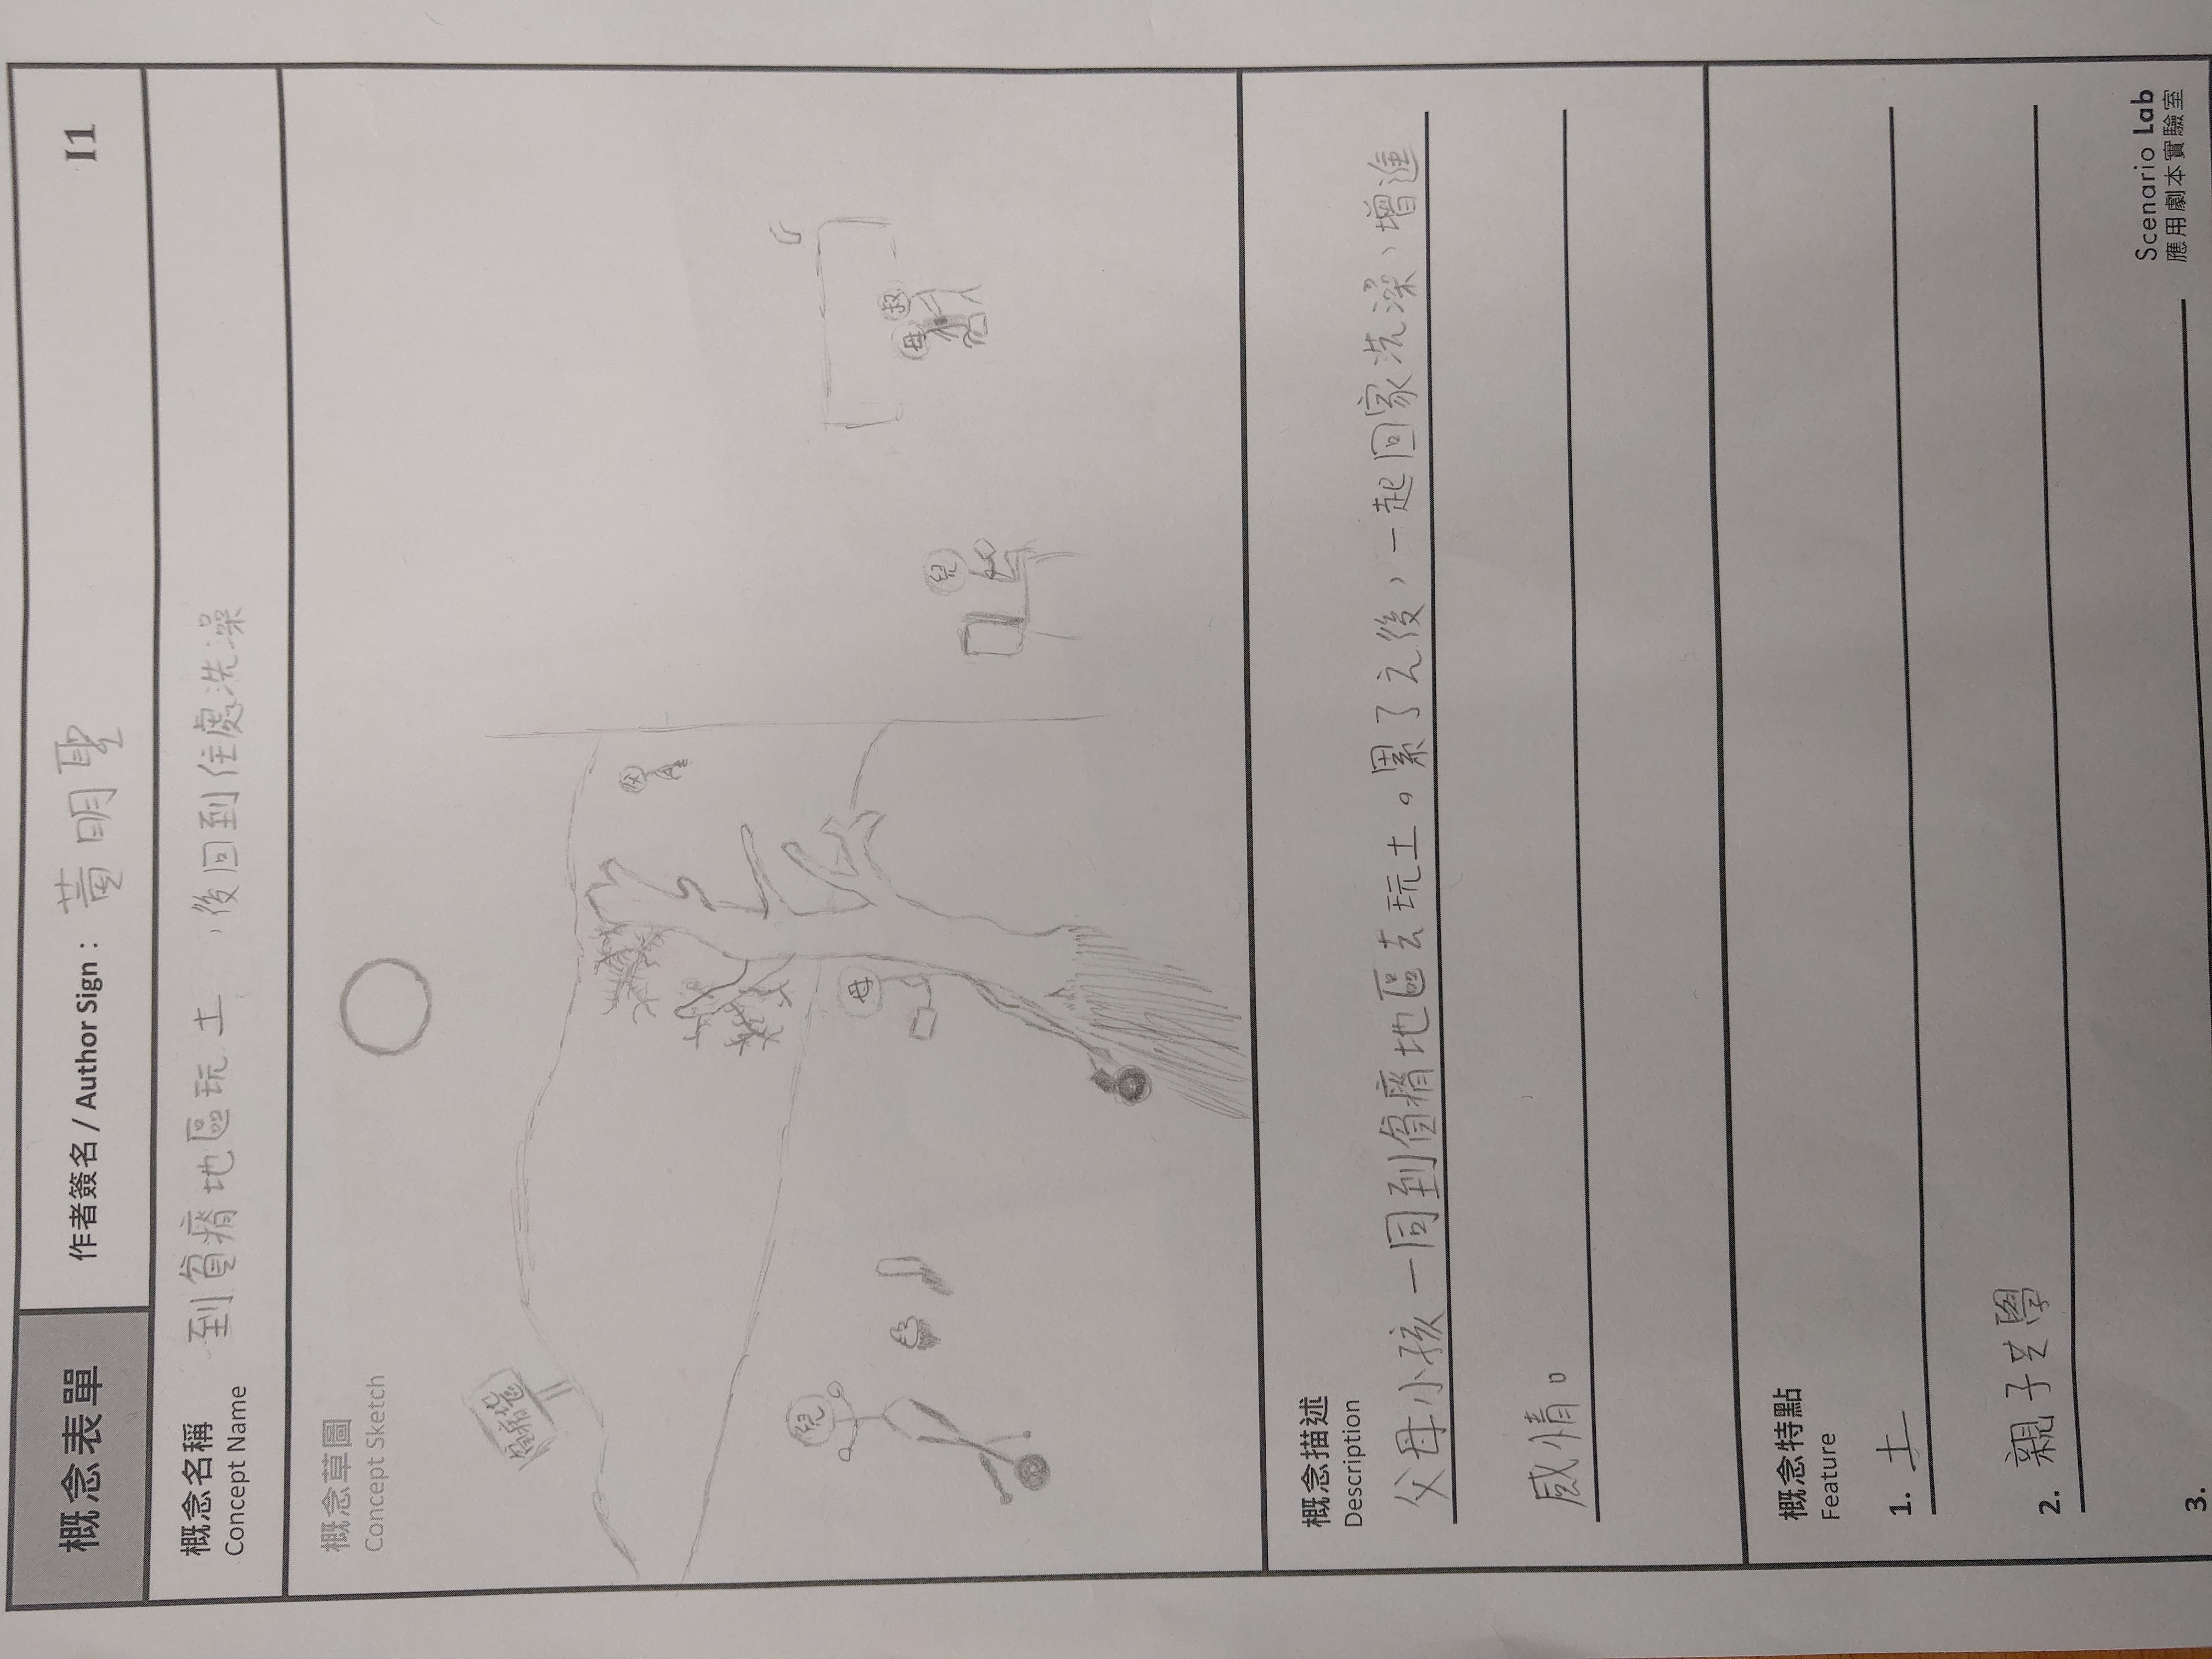 概念表單
作者簽名 / Author Sign： 黃明聖
I1
概念名稱
Concept Name
到貧瘠地區玩土 ，後回到住處洗澡
概念草圖
Concept Sketch
貧瘠地區
父
兒
母
兒
母
叔
概念描述
Description
父母小孩一同到貧瘠地區去玩土。累了之後，一起回家洗澡，增進
感情。
概念特點
Feature
1. 土
2. 親子共學
3.
Scenario Lab
應用劇本實驗室